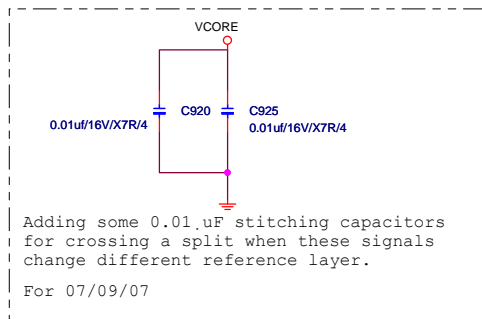 VCORE
C920
C925
0.01uf/16V/X7R/4
0.01uf/16V/X7R/4
Adding some 0.01 uF stitching capacitors
for crossing a split when these signals
change different reference layer.
For 07/09/07